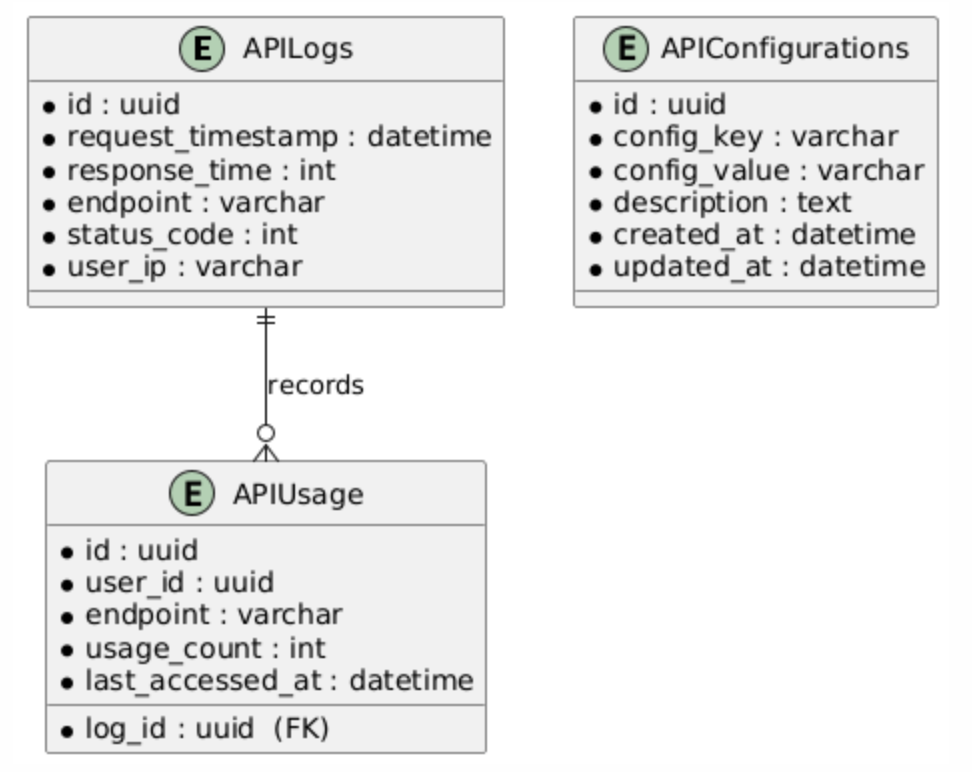 E APILogs
id : uuid
request_timestamp : datetime
response_time : int
endpoint : varchar
status_code : int
user_ip : varchar
E APIConfigurations
id : uuid
config_key : varchar
config_value : varchar
description : text
created_at : datetime
updated_at : datetime
records
E APIUsage
id : uuid
user_id : uuid
endpoint : varchar
usage_count : int
last_accessed_at : datetime
log_id : uuid (FK)